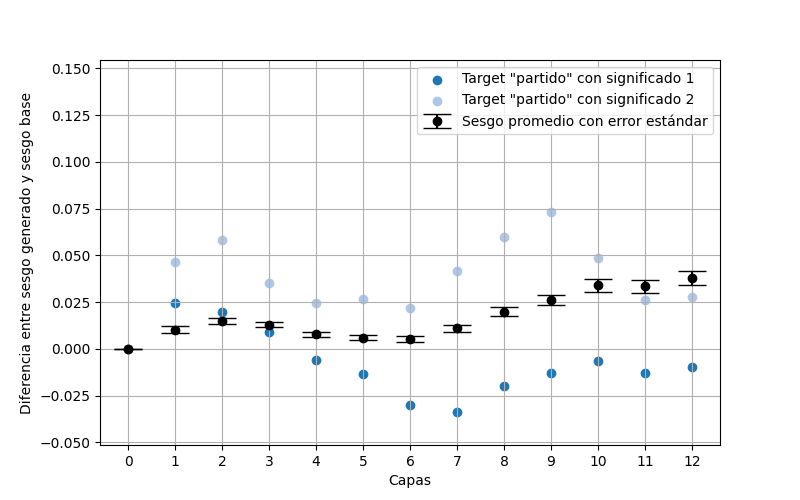 0.150
0.125
0.100
0.075
0.050
0.025
0.000
−0.025
−0.050
Diferencia entre sesgo generado y sesgo base
Target "partido" con significado 1
Target "partido" con significado 2
Sesgo promedio con error estándar
0 1 2 3 4 5 6 7 8 9 10 11 12
Capas